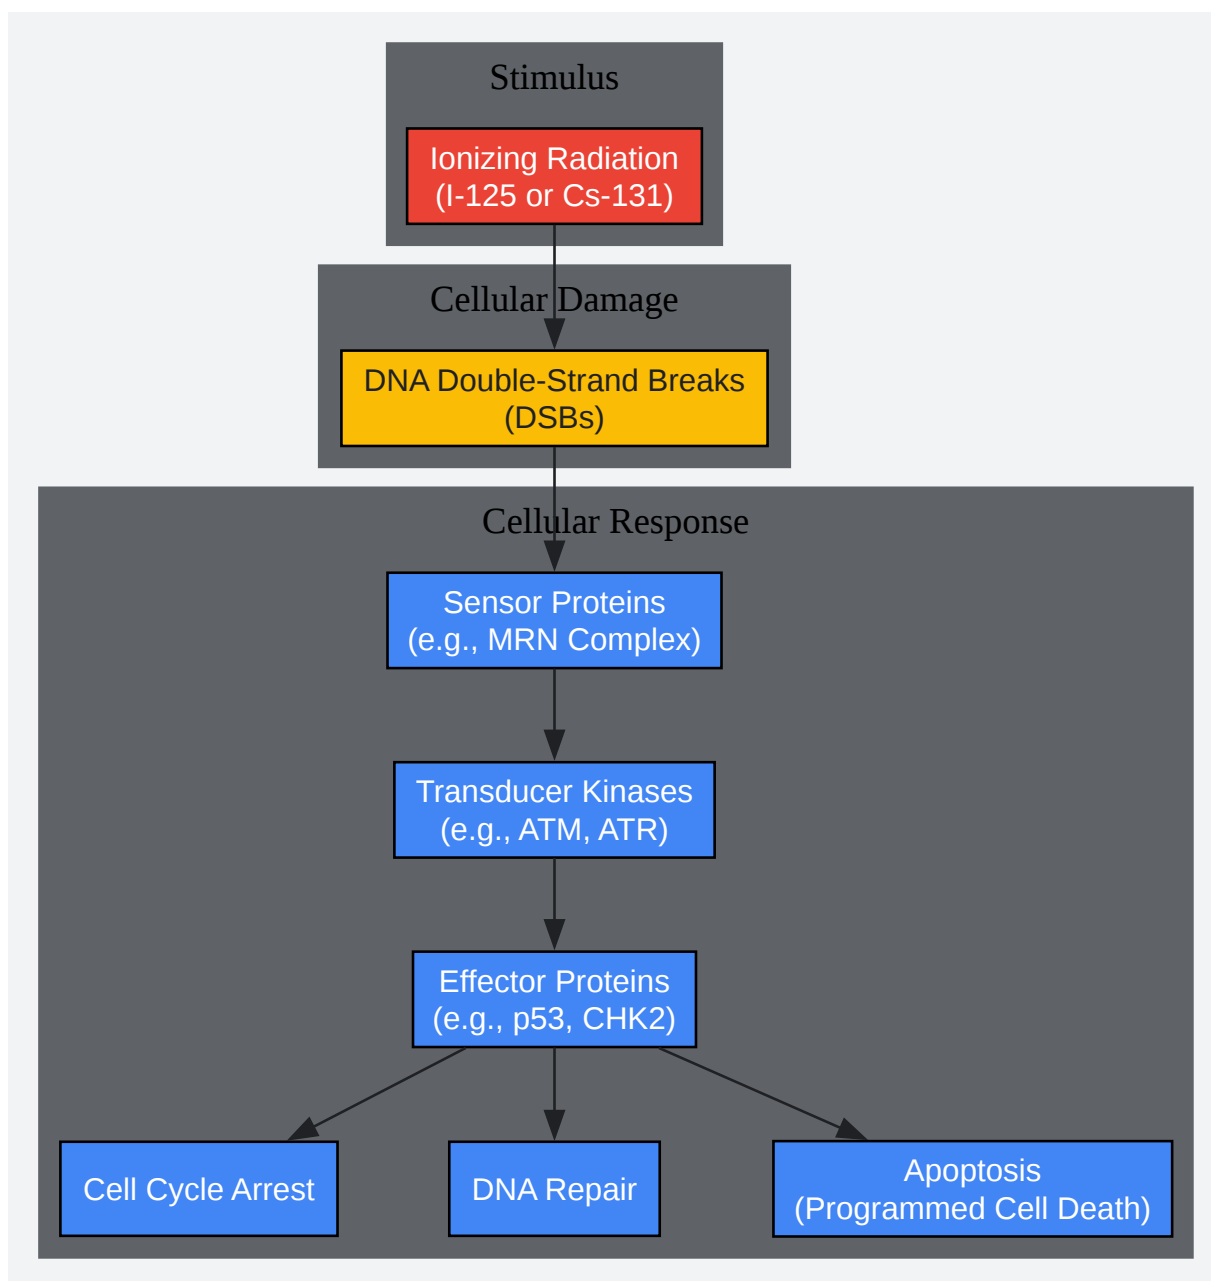 Stimulus
Ionizing Radiation
(I-125 or Cs-131)
Cellular Damage
DNA Double-Strand Breaks
(DSBs)
Cellular Response
Sensor Proteins
(e.g., MRN Complex)
Transducer Kinases
(e.g., ATM, ATR)
Effector Proteins
(e.g., p53, CHK2)
Cell Cycle Arrest
DNA Repair
Apoptosis
(Programmed Cell Death)